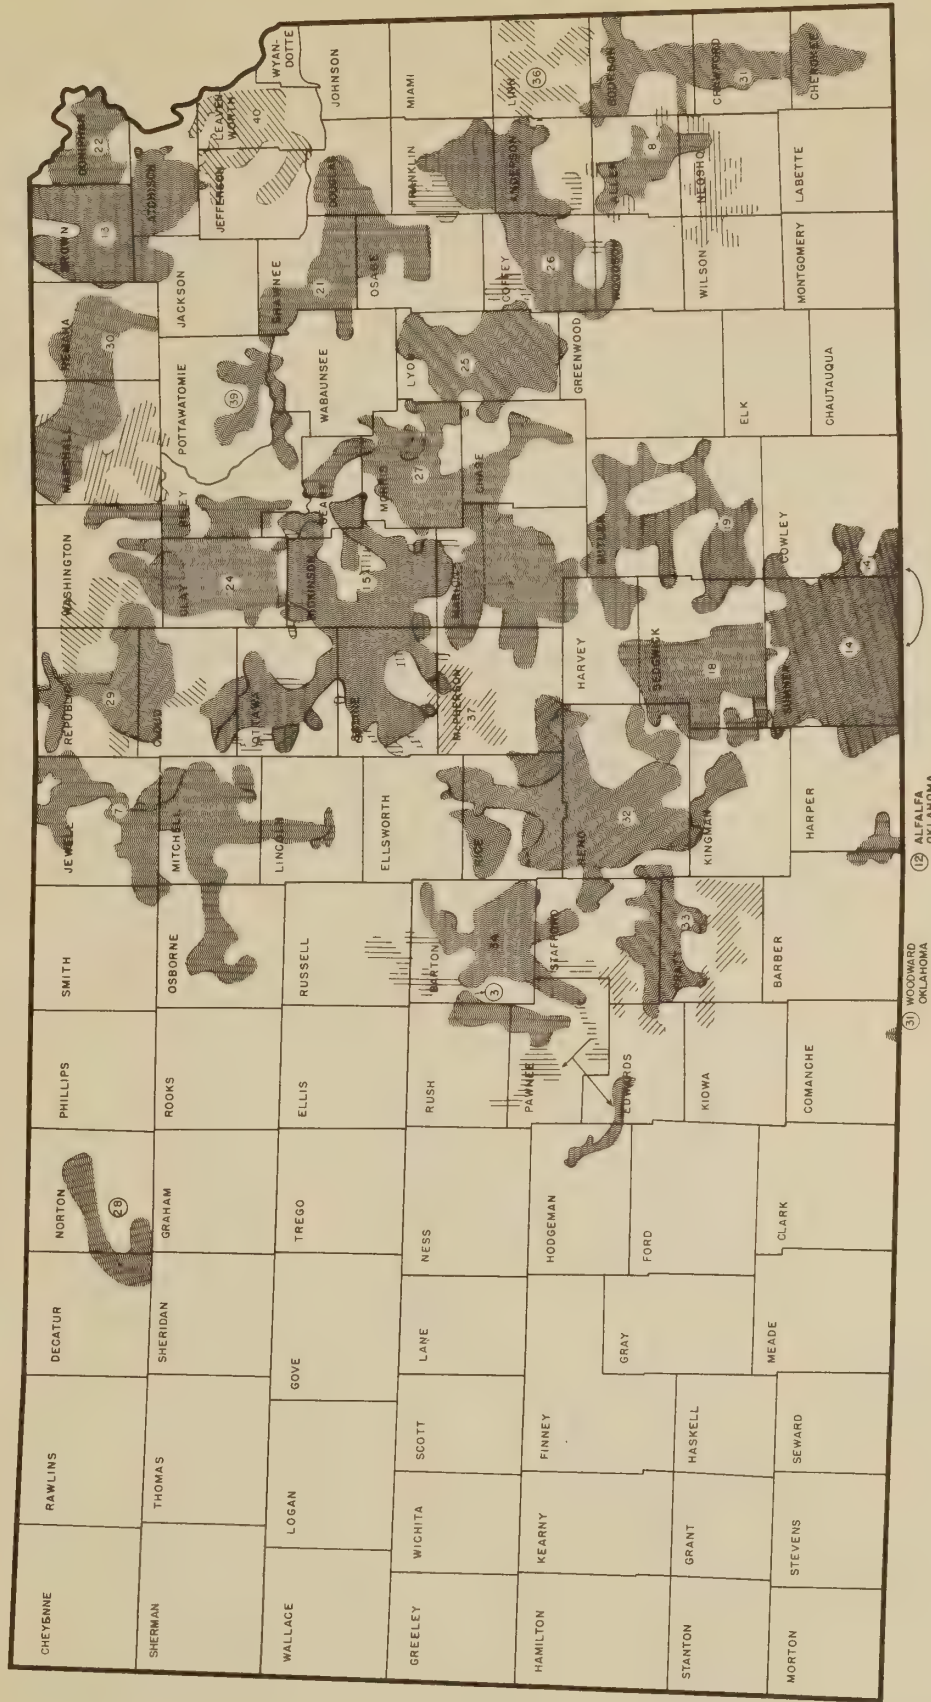 CHEYENNE
RAWLINS
DECATUR
NORTON
28
PHILLIPS
SMITH
JEWELL
7
REPUBLIC
29
WASHINGTON
MARSHALL
NEMAHA
30
BROWN
13
DONIPHAN
22
SHERMAN
THOMAS
SHERIDAN
GRAHAM
ROOKS
OSBORNE
MITCHELL
CLOUD
CLAY
24
RILEY
POTTAWATOMIE
39
JACKSON
ATCHISON
JEFFERSON
LEAVEN
WORTH
40
WYAN-
DOTTE
WALLACE
LOGAN
GOVE
TREGO
ELLIS
RUSSELL
LINCOLN
OTTAWA
DICKINSON
15
GEARY
WABAUNSEE
SHAWNEE
21
DOUGLAS
JOHNSON
GREELEY
WICHITA
SCOTT
LANE
NESS
RUSH
BARTON
34
3
ELLSWORTH
SALINE
MORRIS
27
LYON
25
OSAGE
FRANKLIN
MIAMI
HAMILTON
KEARNY
FINNEY
HODGEMAN
PAWNEE
STAFFORD
RICE
McPHERSON
37
MARION
CHASE
COFFEY
26
ANDERSON
LINN
36
GRAY
FORD
EDWARDS
RENO
32
HARVEY
BUTLER
19
GREENWOOD
WOODSON
ALLEN
8
BOURBON
STANTON
GRANT
HASKELL
KIOWA
PRATT
33
KINGMAN
SEDGWICK
18
ELK
WILSON
NEOSHO
CRAWFORD
31
MORTON
STEVENS
SEWARD
MEADE
CLARK
COMANCHE
BARBER
HARPER
SUMNER
14
COWLEY
14
CHAUTAUQUA
MONTGOMERY
LABETTE
CHEROKEE
31 WOODWARD
OKLAHOMA
12 ALFALFA
OKLAHOMA